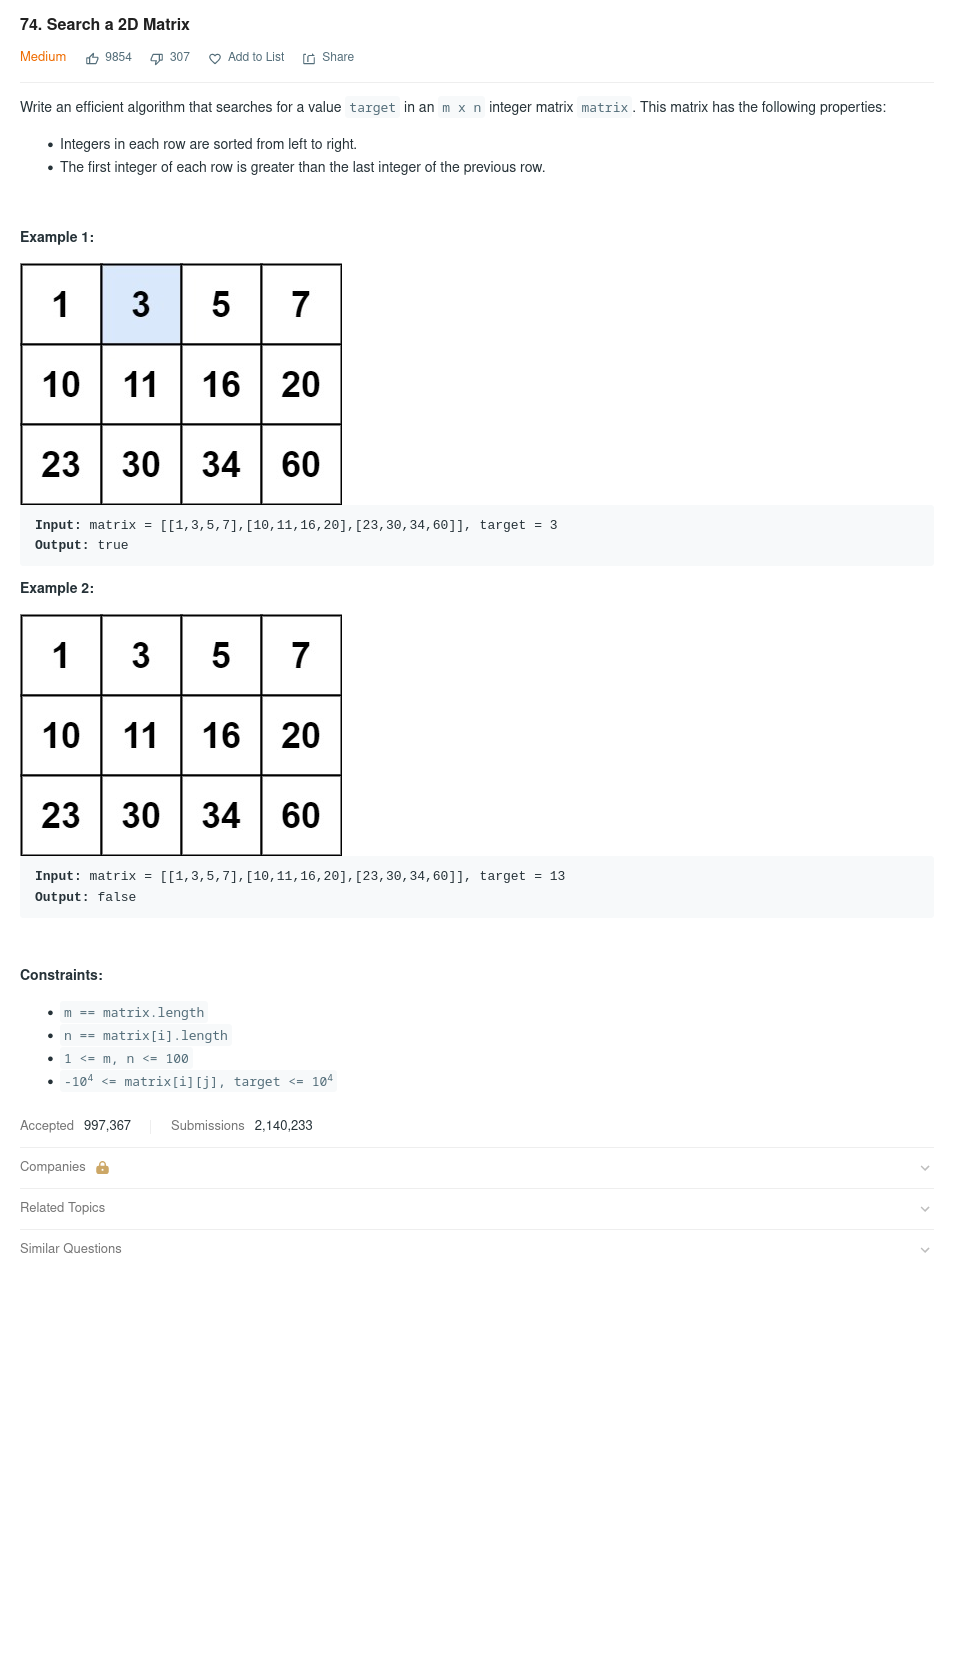 74. Search a 2D Matrix
Medium 9854 307 Add to List Share
Write an efficient algorithm that searches for a value target in an m x n integer matrix matrix. This matrix has the following properties:
Integers in each row are sorted from left to right.
The first integer of each row is greater than the last integer of the previous row.
Example 1:
1 3 5 7
10 11 16 20
23 30 34 60
Input: matrix = [[1,3,5,7],[10,11,16,20],[23,30,34,60]], target = 3
Output: true
Example 2:
1 3 5 7
10 11 16 20
23 30 34 60
Input: matrix = [[1,3,5,7],[10,11,16,20],[23,30,34,60]], target = 13
Output: false
Constraints:
m == matrix.length
n == matrix[i].length
1 <= m, n <= 100
-10⁴ <= matrix[i][j], target <= 10⁴
Accepted 997,367 Submissions 2,140,233
Companies
Related Topics
Similar Questions